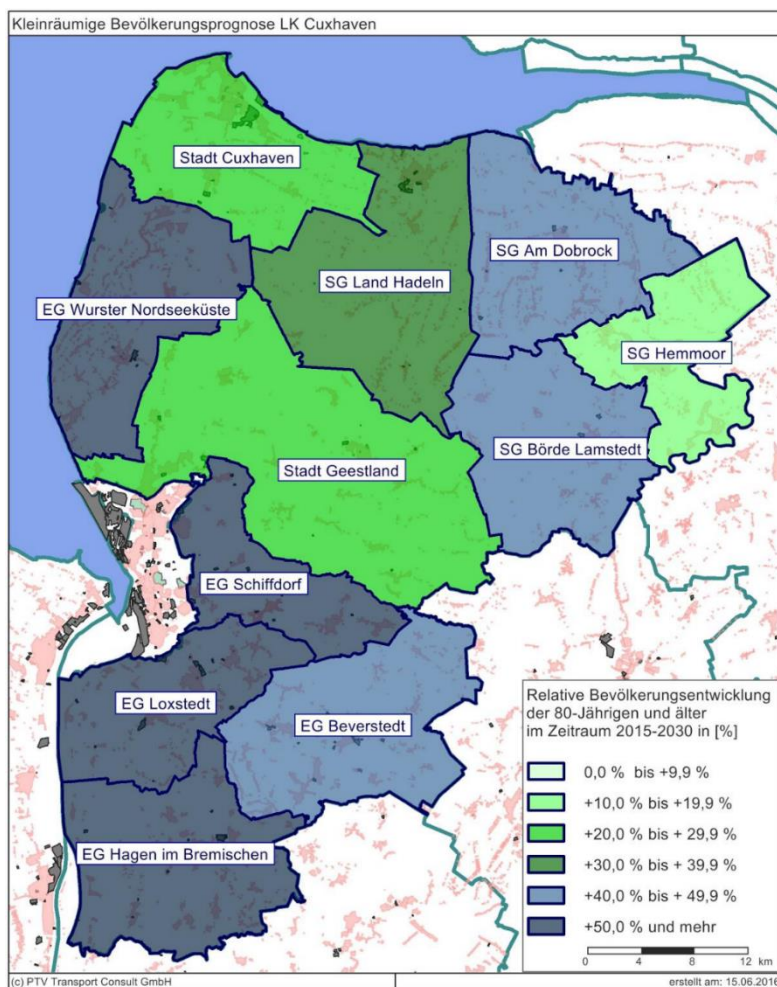 Kleinräumige Bevölkerungsprognose LK Cuxhaven
Stadt Cuxhaven
SG Am Dobrock
SG Land Hadeln
EG Wurster Nordseeküste
SG Hemmoor
SG Börde Lamstedt
Stadt Geestland
EG Schiffdorf
EG Loxstedt
EG Beverstedt
EG Hagen im Bremischen
Relative Bevölkerungsentwicklung
der 80-Jährigen und älter
im Zeitraum 2015-2030 in [%]
0,0 % bis +9,9 %
+10,0 % bis +19,9 %
+20,0 % bis + 29,9 %
+30,0 % bis + 39,9 %
+40,0 % bis + 49,9 %
+50,0 % und mehr
0 4 8 12 km
(c) PTV Transport Consult GmbH
erstellt am: 15.06.2016